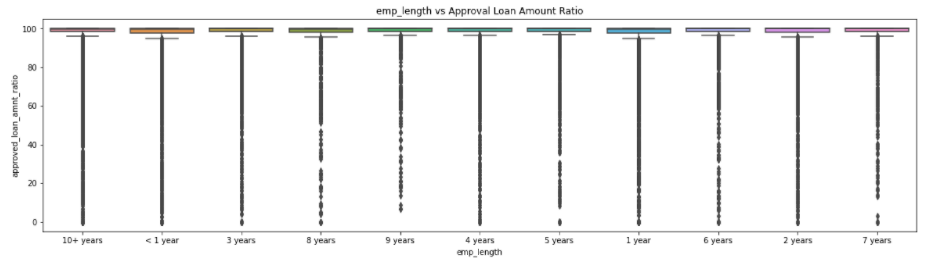 emp_length vs Approval Loan Amount Ratio
approved_loan_amnt_ratio
100
80
60
40
20
0
10+ years < 1 year 3 years 8 years 9 years 4 years 5 years 1 year 6 years 2 years 7 years
emp_length